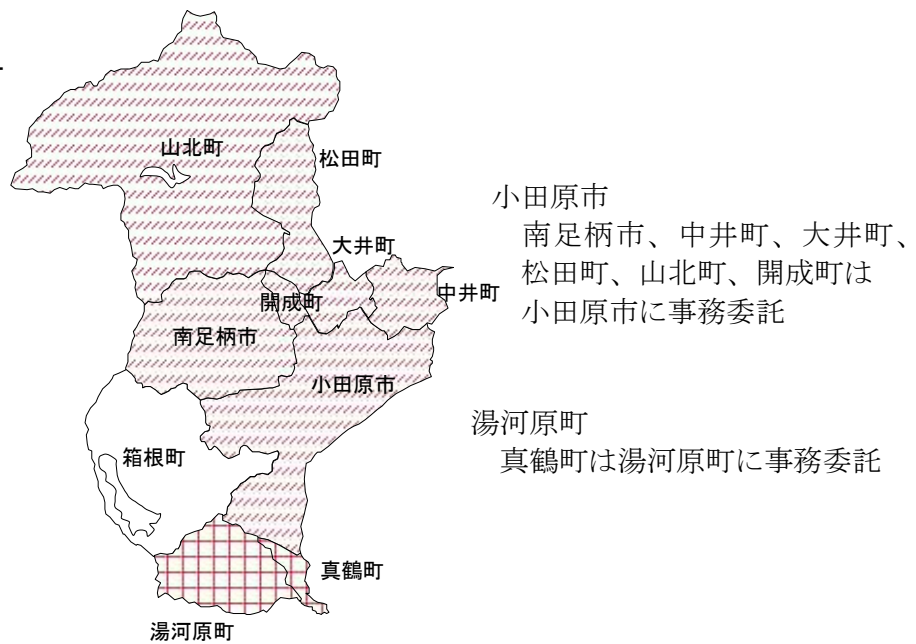 山北町
松田町
大井町
開成町
中井町
南足柄市
小田原市
箱根町
真鶴町
湯河原町
小田原市
南足柄市、中井町、大井町、
松田町、山北町、開成町は
小田原市に事務委託
湯河原町
真鶴町は湯河原町に事務委託